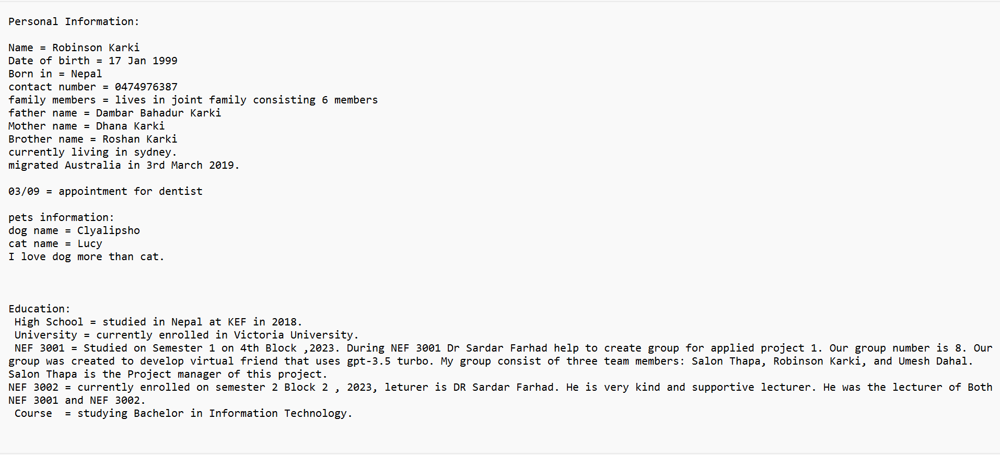 Personal Information:
Name = Robinson Karki
Date of birth = 17 Jan 1999
Born in = Nepal
contact number = 0474976387
family members = lives in joint family consisting 6 members
father name = Dambar Bahadur Karki
Mother name = Dhana Karki
Brother name = Roshan Karki
currently living in sydney.
migrated Australia in 3rd March 2019.
03/09 = appointment for dentist
pets information:
dog name = Clyalipsho
cat name = Lucy
I love dog more than cat.
Education:
High School = studied in Nepal at KEF in 2018.
University = currently enrolled in Victoria University.
NEF 3001 = Studied on Semester 1 on 4th Block ,2023. During NEF 3001 Dr Sardar Farhad help to create group for applied project 1. Our group number is 8. Our
group was created to develop virtual friend that uses gpt-3.5 turbo. My group consist of three team members: Salon Thapa, Robinson Karki, and Umesh Dahal.
Salon Thapa is the Project manager of this project.
NEF 3002 = currently enrolled on semester 2 Block 2 , 2023, leturer is DR Sardar Farhad. He is very kind and supportive lecturer. He was the lecturer of Both
NEF 3001 and NEF 3002.
Course  = studying Bachelor in Information Technology.